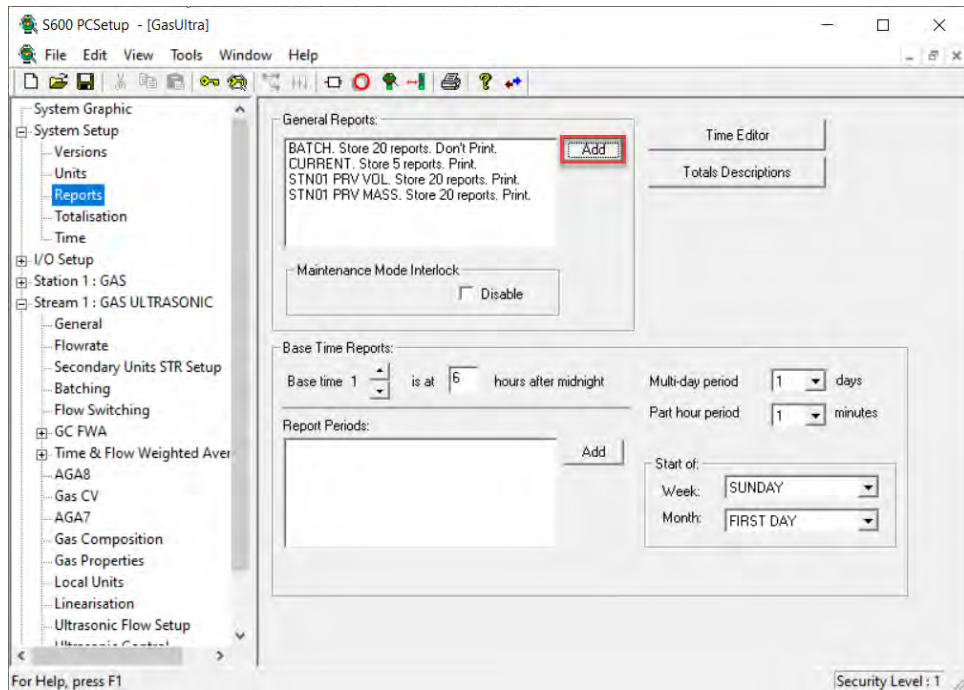 S600 PCSetup - [GasUltra]
File Edit View Tools Window Help
System Graphic
System Setup
Versions
Units
Reports
Totalisation
Time
I/O Setup
Station 1 : GAS
Stream 1 : GAS ULTRASONIC
General
Flowrate
Secondary Units STR Setup
Batching
Flow Switching
GC FWA
Time & Flow Weighted Aver
AGA8
Gas CV
AGA7
Gas Composition
Gas Properties
Local Units
Linearisation
Ultrasonic Flow Setup
General Reports:
BATCH. Store 20 reports. Don't Print.
CURRENT. Store 5 reports. Print.
STN01 PRV VOL. Store 20 reports. Print.
STN01 PRV MASS. Store 20 reports. Print.
Add
Time Editor
Totals Descriptions
Maintenance Mode Interlock
Disable
Base Time Reports:
Base time 1 is at 6 hours after midnight
Multi-day period 1 days
Part hour period 1 minutes
Report Periods:
Add
Start of:
Week: SUNDAY
Month: FIRST DAY
For Help, press F1
Security Level : 1